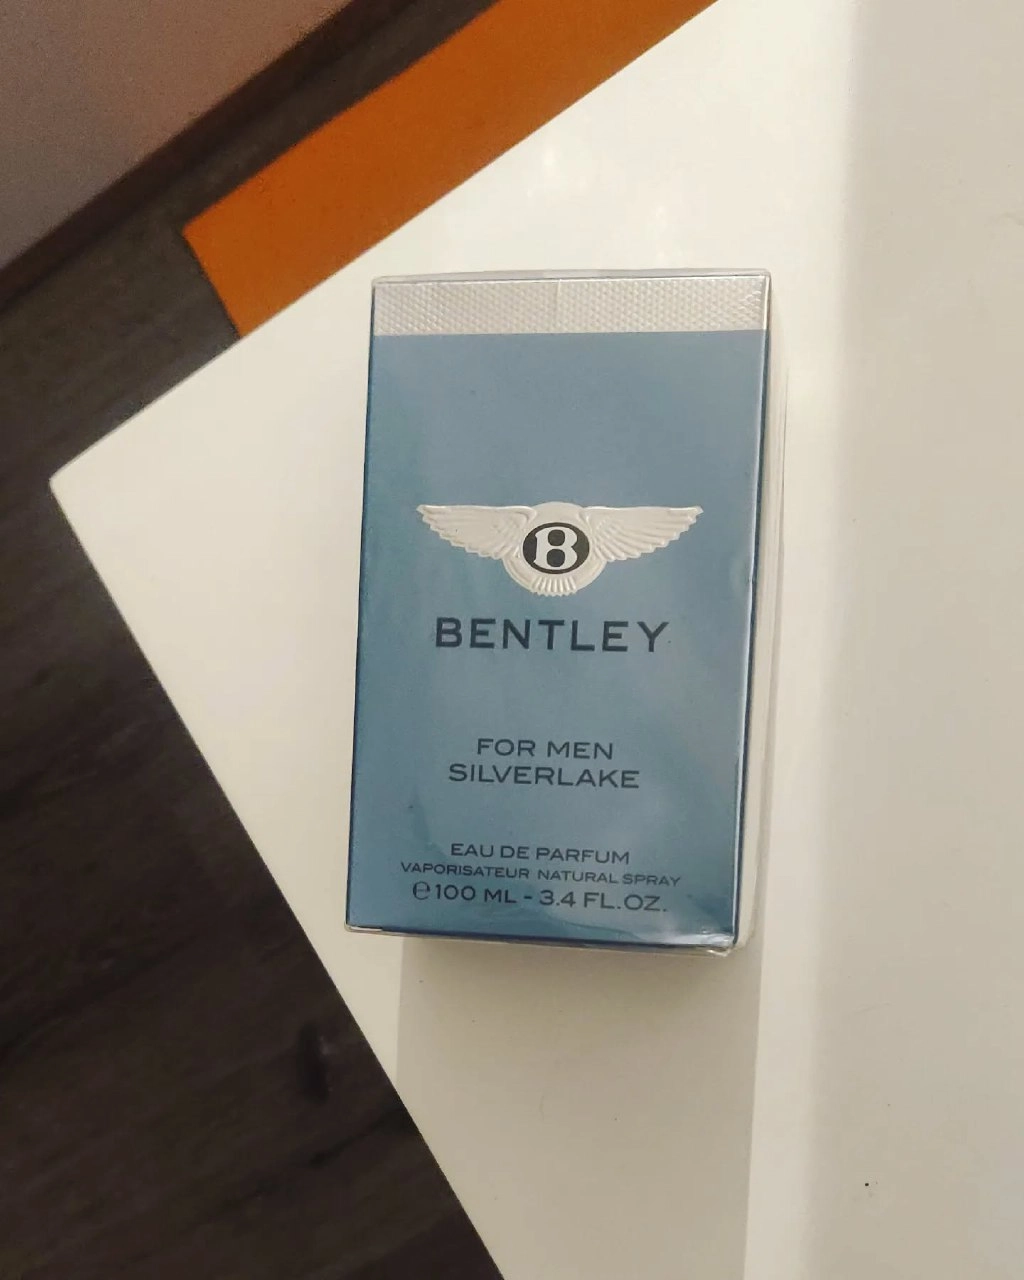 B
BENTLEY
FOR MEN
SILVERLAKE
EAU DE PARFUM
VAPORISATEUR NATURAL SPRAY
℮100 ML - 3.4 FL.OZ.